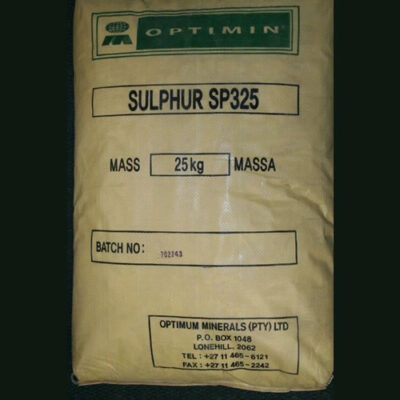 OPTIMIN®
SULPHUR SP325
MASS 25kg MASSA
BATCH NO: 702743
OPTIMUM MINERALS (PTY) LTD
P.O. BOX 1048
LONEHILL, 2062
TEL : +27 11 465-6121
FAX : +27 11 465-2242